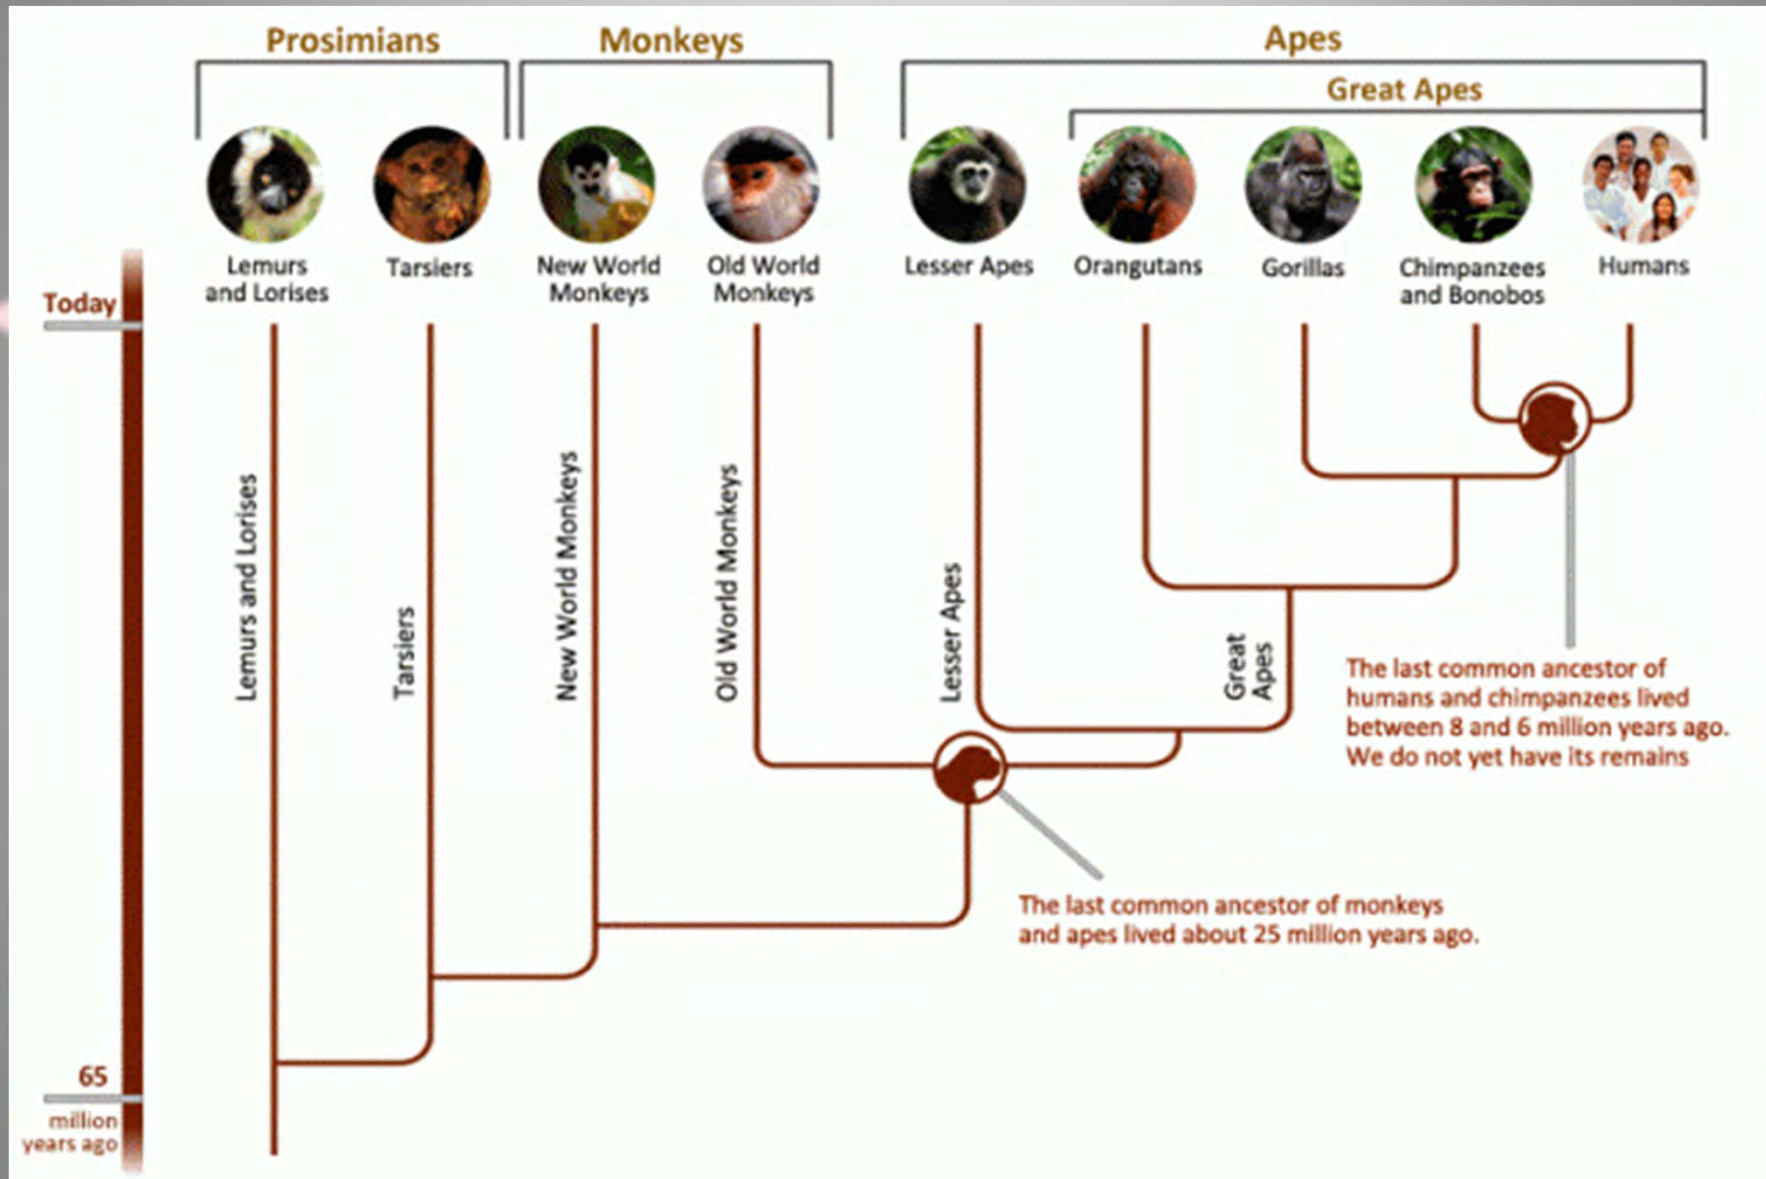 Prosimians
Monkeys
Apes
Great Apes
Lemurs
and Lorises
Tarsiers
New World
Monkeys
Old World
Monkeys
Lesser Apes
Orangutans
Gorillas
Chimpanzees
and Bonobos
Humans
Today
Lemurs and Lorises
Tarsiers
New World Monkeys
Old World Monkeys
Lesser Apes
Great
Apes
The last common ancestor of
humans and chimpanzees lived
between 8 and 6 million years ago.
We do not yet have its remains
The last common ancestor of monkeys
and apes lived about 25 million years ago.
65
million
years ago